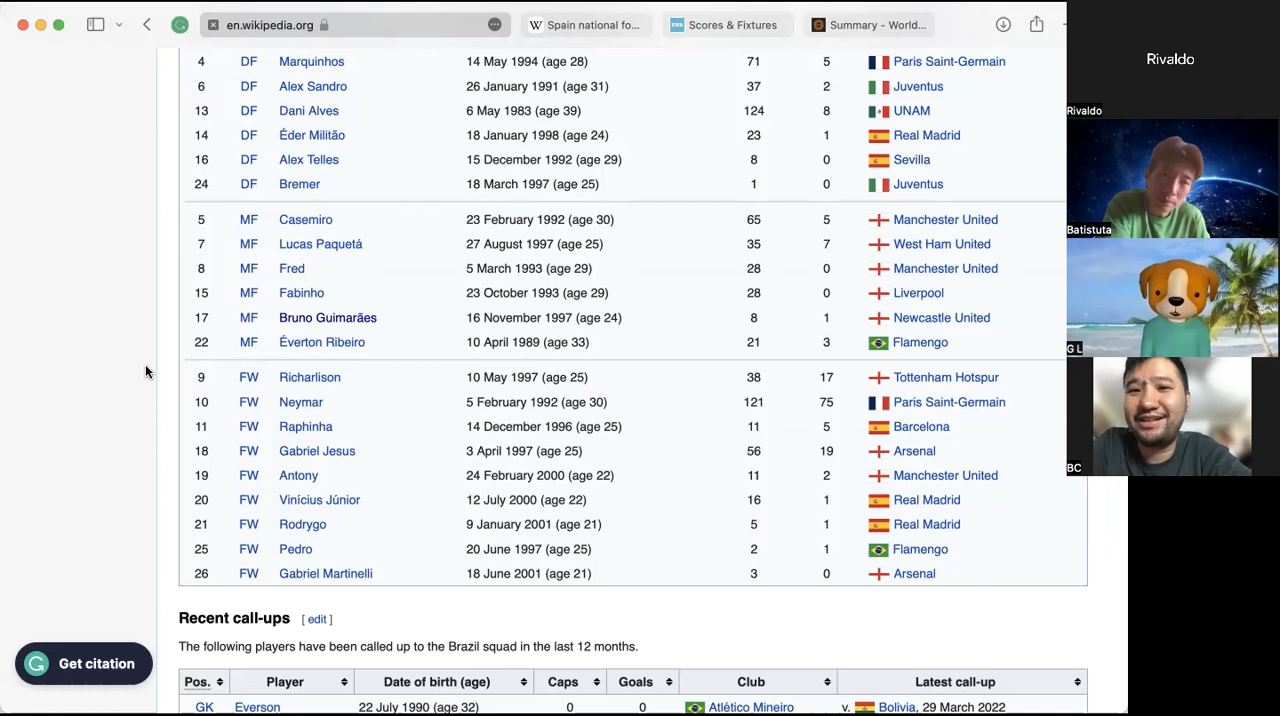 en.wikipedia.org
W Spain national fo...
FIFA Scores & Fixtures
Summary - World...
4 DF Marquinhos 14 May 1994 (age 28) 71 5 Paris Saint-Germain
6 DF Alex Sandro 26 January 1991 (age 31) 37 2 Juventus
13 DF Dani Alves 6 May 1983 (age 39) 124 8 UNAM
14 DF Éder Militão 18 January 1998 (age 24) 23 1 Real Madrid
16 DF Alex Telles 15 December 1992 (age 29) 8 0 Sevilla
24 DF Bremer 18 March 1997 (age 25) 1 0 Juventus
5 MF Casemiro 23 February 1992 (age 30) 65 5 Manchester United
7 MF Lucas Paquetá 27 August 1997 (age 25) 35 7 West Ham United
8 MF Fred 5 March 1993 (age 29) 28 0 Manchester United
15 MF Fabinho 23 October 1993 (age 29) 28 0 Liverpool
17 MF Bruno Guimarães 16 November 1997 (age 24) 8 1 Newcastle United
22 MF Éverton Ribeiro 10 April 1989 (age 33) 21 3 Flamengo
9 FW Richarlison 10 May 1997 (age 25) 38 17 Tottenham Hotspur
10 FW Neymar 5 February 1992 (age 30) 121 75 Paris Saint-Germain
11 FW Raphinha 14 December 1996 (age 25) 11 5 Barcelona
18 FW Gabriel Jesus 3 April 1997 (age 25) 56 19 Arsenal
19 FW Antony 24 February 2000 (age 22) 11 2 Manchester United
20 FW Vinícius Júnior 12 July 2000 (age 22) 16 1 Real Madrid
21 FW Rodrygo 9 January 2001 (age 21) 5 1 Real Madrid
25 FW Pedro 20 June 1997 (age 25) 2 1 Flamengo
26 FW Gabriel Martinelli 18 June 2001 (age 21) 3 0 Arsenal
Recent call-ups [ edit ]
The following players have been called up to the Brazil squad in the last 12 months.
Pos. Player Date of birth (age) Caps Goals Club Latest call-up
GK Everson 22 July 1990 (age 32) 0 0 Atlético Mineiro v. Bolivia, 29 March 2022
Get citation
Rivaldo
Rivaldo
Batistuta
G L
BC